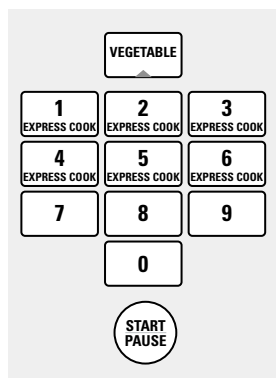 VEGETABLE
1 2 3
EXPRESS COOK EXPRESS COOK EXPRESS COOK
4 5 6
EXPRESS COOK EXPRESS COOK EXPRESS COOK
7 8 9
0
START
PAUSE